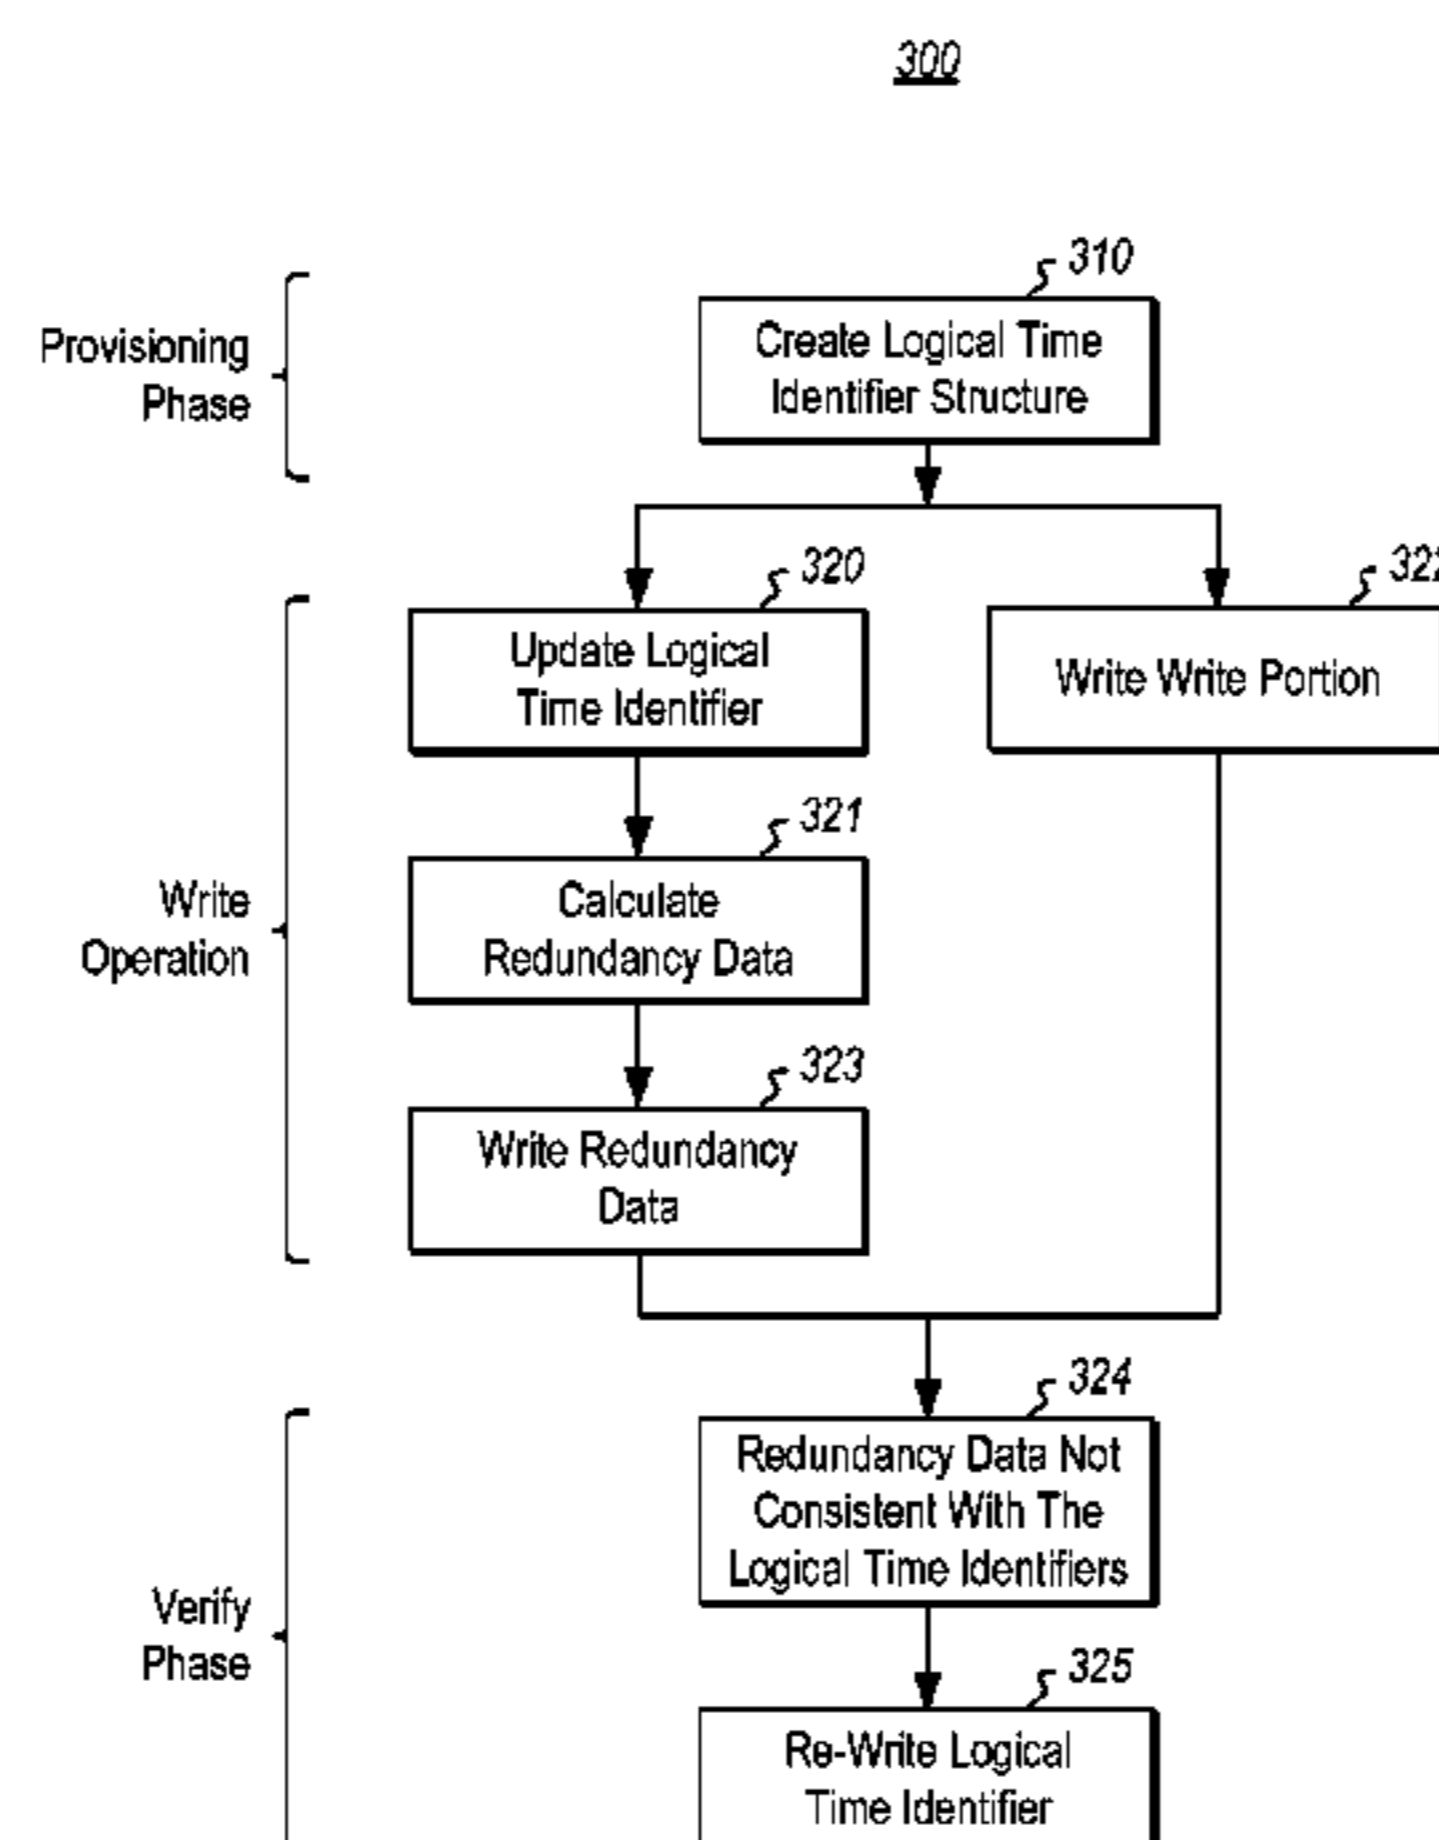 300
310
Provisioning
Phase
Create Logical Time
Identifier Structure
320
322
Update Logical
Time Identifier
Write Write Portion
321
Write
Operation
Calculate
Redundancy Data
323
Write Redundancy
Data
324
Redundancy Data Not
Consistent With The
Logical Time Identifiers
Verify
Phase
325
Re-Write Logical
Time Identifier